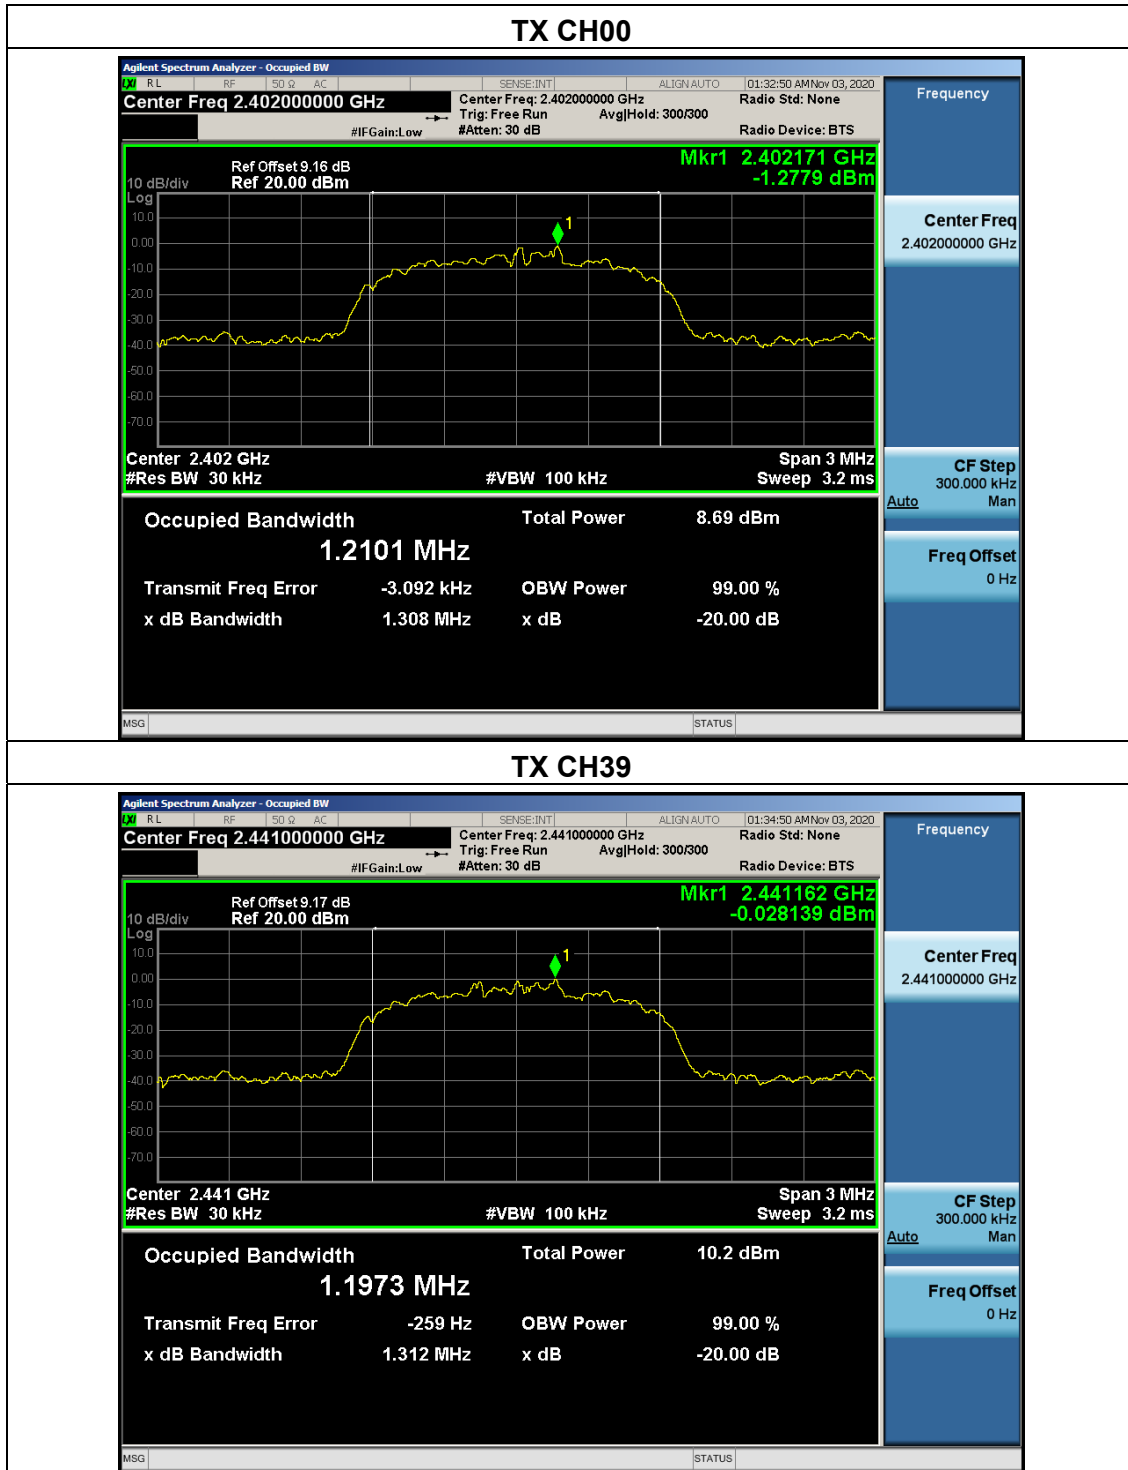 TX CH00
Agilent Spectrum Analyzer - Occupied BW
LXI RL RF 50 Ω AC SENSE:INT ALIGN AUTO 01:32:50 AM Nov 03, 2020
Center Freq 2.402000000 GHz
Center Freq: 2.402000000 GHz Radio Std: None
Trig: Free Run Avg|Hold: 300/300
#IFGain:Low #Atten: 30 dB Radio Device: BTS
Frequency
Mkr1 2.402171 GHz
-1.2779 dBm
Ref Offset 9.16 dB
10 dB/div Ref 20.00 dBm
Log
10.0
0.00
-10.0
-20.0
-30.0
-40.0
-50.0
-60.0
-70.0
1
Center Freq
2.402000000 GHz
Center 2.402 GHz Span 3 MHz
#Res BW 30 kHz #VBW 100 kHz Sweep 3.2 ms
CF Step
300.000 kHz
Auto Man
Occupied Bandwidth Total Power 8.69 dBm
1.2101 MHz
Transmit Freq Error -3.092 kHz OBW Power 99.00 %
x dB Bandwidth 1.308 MHz x dB -20.00 dB
Freq Offset
0 Hz
MSG STATUS
TX CH39
Agilent Spectrum Analyzer - Occupied BW
LXI RL RF 50 Ω AC SENSE:INT ALIGN AUTO 01:34:50 AM Nov 03, 2020
Center Freq 2.441000000 GHz
Center Freq: 2.441000000 GHz Radio Std: None
Trig: Free Run Avg|Hold: 300/300
#IFGain:Low #Atten: 30 dB Radio Device: BTS
Frequency
Mkr1 2.441162 GHz
-0.028139 dBm
Ref Offset 9.17 dB
10 dB/div Ref 20.00 dBm
Log
10.0
0.00
-10.0
-20.0
-30.0
-40.0
-50.0
-60.0
-70.0
1
Center Freq
2.441000000 GHz
Center 2.441 GHz Span 3 MHz
#Res BW 30 kHz #VBW 100 kHz Sweep 3.2 ms
CF Step
300.000 kHz
Auto Man
Occupied Bandwidth Total Power 10.2 dBm
1.1973 MHz
Transmit Freq Error -259 Hz OBW Power 99.00 %
x dB Bandwidth 1.312 MHz x dB -20.00 dB
Freq Offset
0 Hz
MSG STATUS